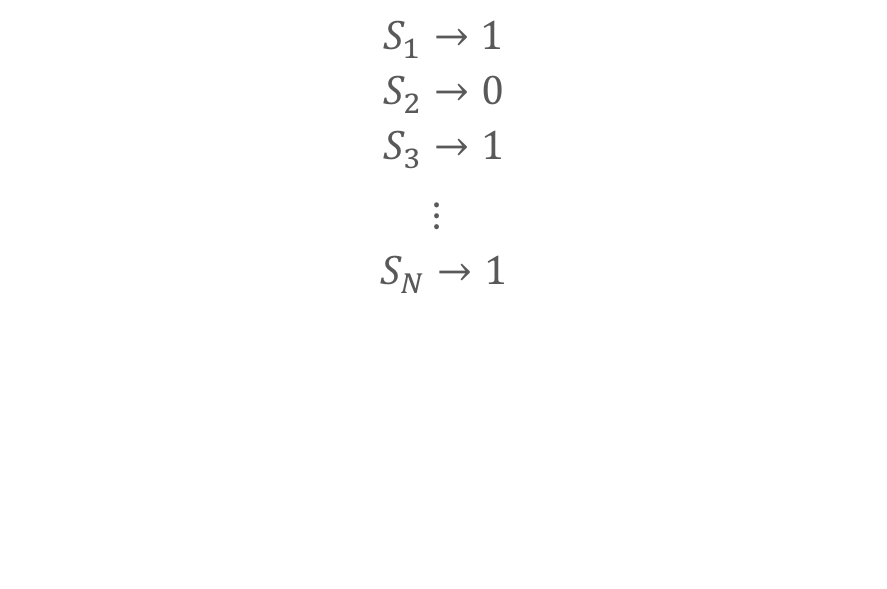 S₁ → 1
S₂ → 0
S₃ → 1
⋮
S_N → 1